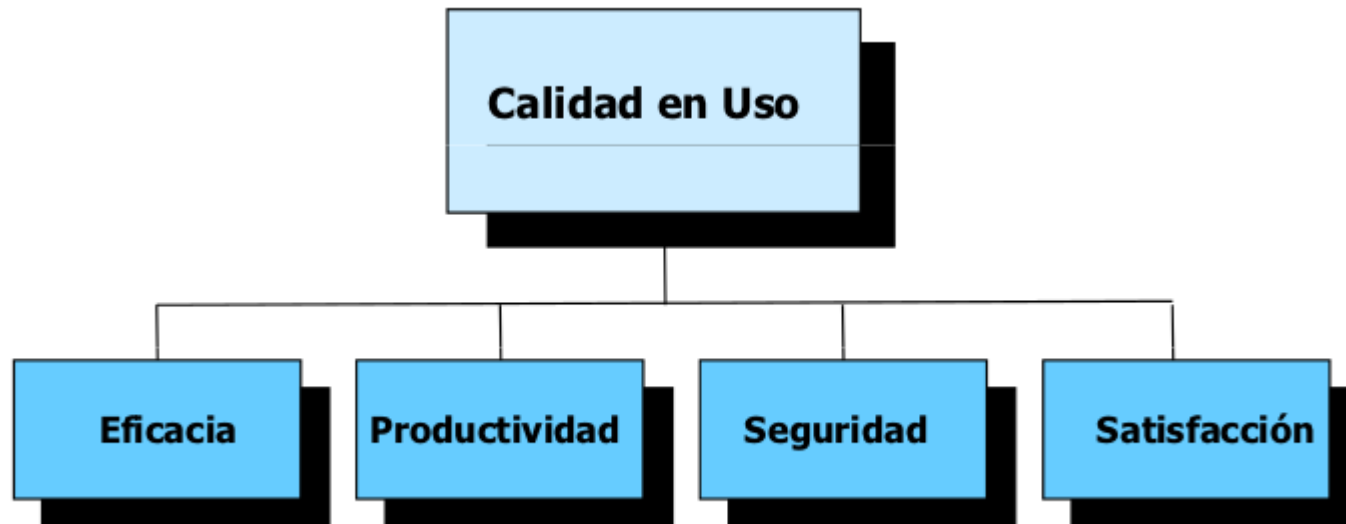 Calidad en Uso
Eficacia
Productividad
Seguridad
Satisfacción